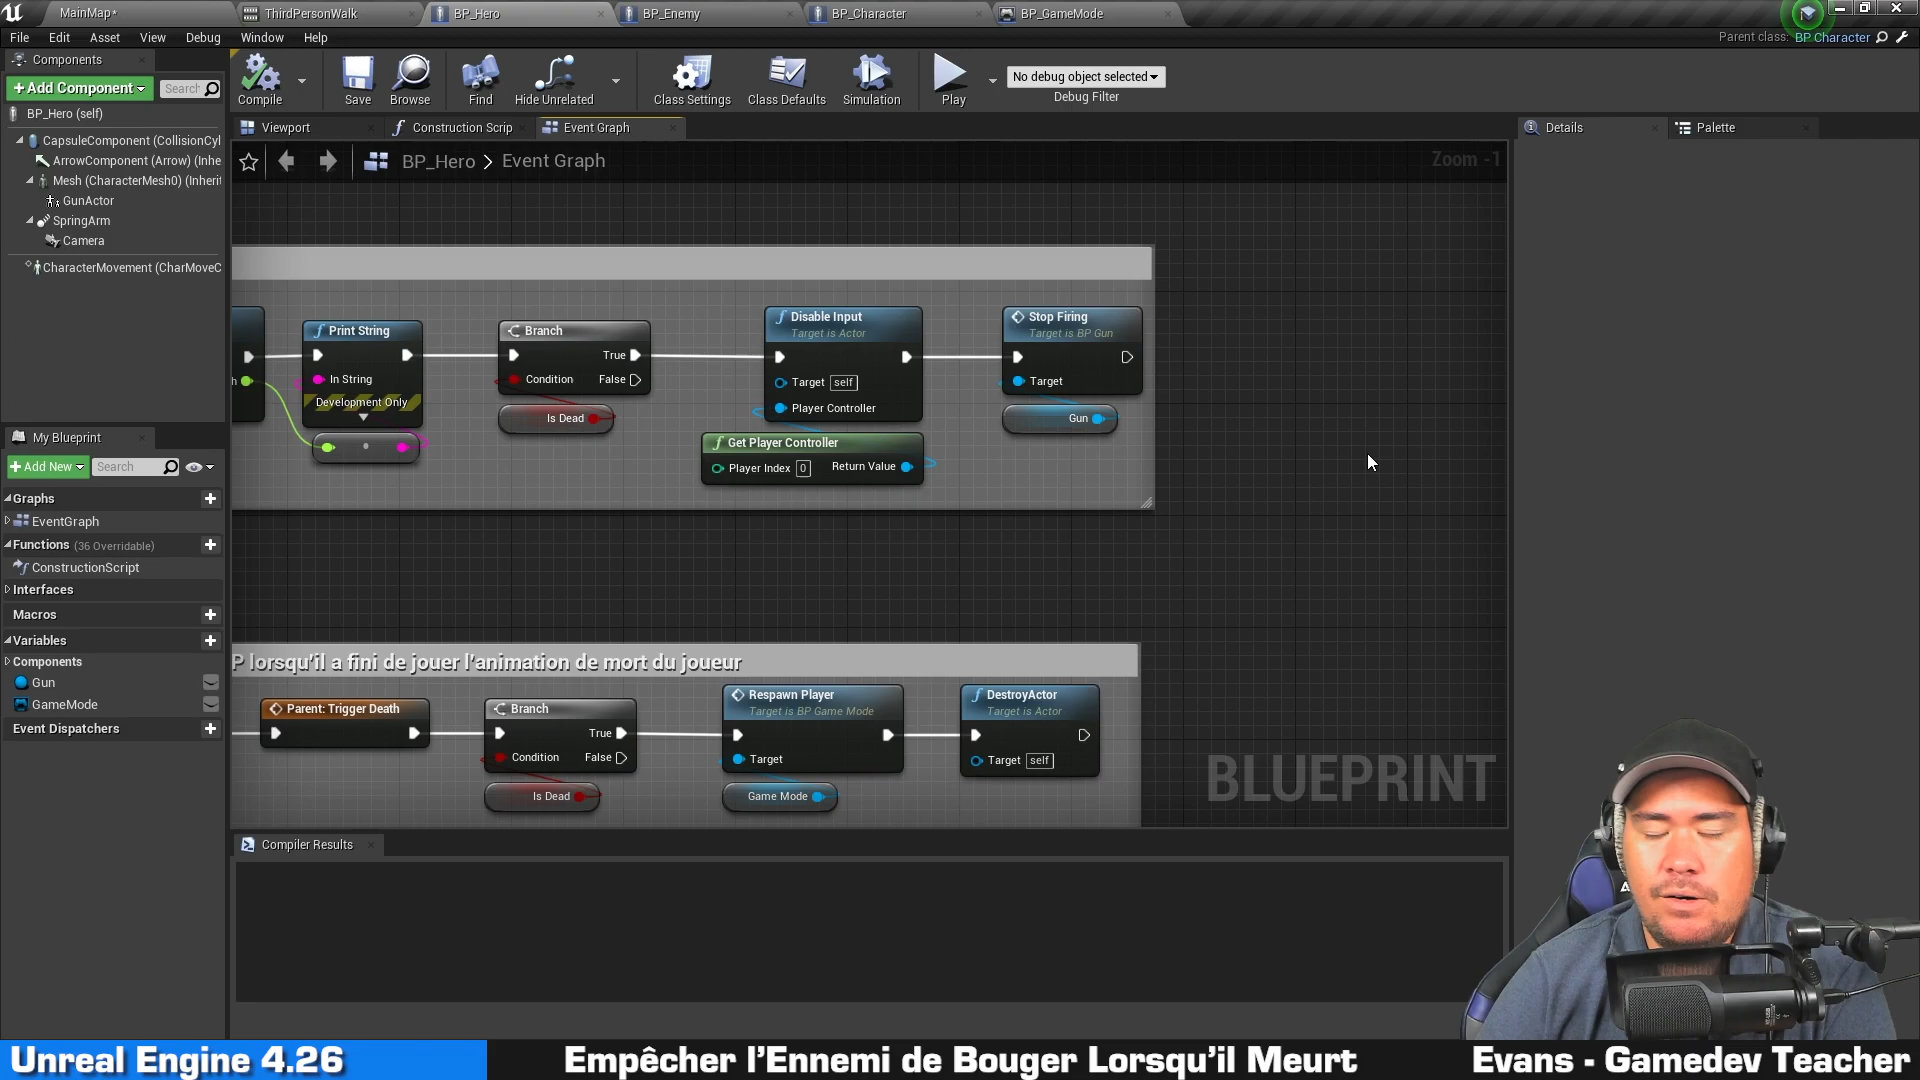 MainMap*
ThirdPersonWalk
BP_Hero
BP_Enemy
BP_Character
BP_GameMode
File Edit Asset View Debug Window Help
Parent class: BP Character
Components
+Add Component
Search
BP_Hero (self)
CapsuleComponent (CollisionCyl
ArrowComponent (Arrow) (Inhe
Mesh (CharacterMesh0) (Inherit
GunActor
SpringArm
Camera
CharacterMovement (CharMoveC
Compile
Save
Browse
Find
Hide Unrelated
Class Settings
Class Defaults
Simulation
Play
No debug object selected
Debug Filter
Viewport
Construction Scrip
Event Graph
Details
Palette
BP_Hero > Event Graph
Zoom -1
Print String
In String
Development Only
Branch
True
Condition
False
Is Dead
Disable Input
Target is Actor
Target self
Player Controller
Get Player Controller
Player Index 0
Return Value
Stop Firing
Target is BP Gun
Target
Gun
My Blueprint
+Add New
Search
Graphs
EventGraph
Functions (36 Overridable)
ConstructionScript
Interfaces
Macros
Variables
Components
Gun
GameMode
Event Dispatchers
P lorsqu'il a fini de jouer l'animation de mort du joueur
Parent: Trigger Death
Branch
True
Condition
False
Is Dead
Respawn Player
Target is BP Game Mode
Target
Game Mode
DestroyActor
Target is Actor
Target self
BLUEPRINT
Compiler Results
Unreal Engine 4.26
Empêcher l'Ennemi de Bouger Lorsqu'il Meurt
Evans - Gamedev Teacher